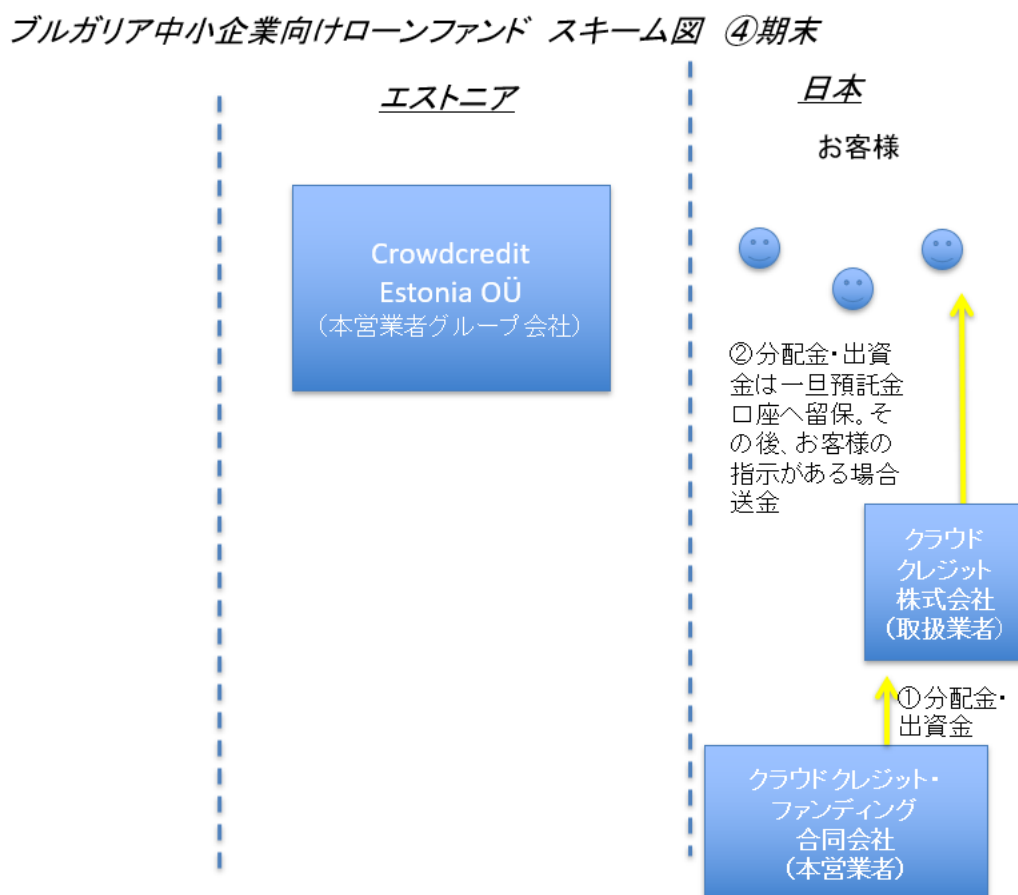 ブルガリア中小企業向けローンファンド スキーム図 ④期末
エストニア
日本
お客様
Crowdcredit
Estonia OÜ
(本営業者グループ会社)
②分配金・出資
金は一旦預託金
口座へ留保。そ
の後、お客様の
指示がある場合
送金
クラウド
クレジット
株式会社
(取扱業者)
①分配金・
出資金
クラウドクレジット・
ファンディング
合同会社
(本営業者)